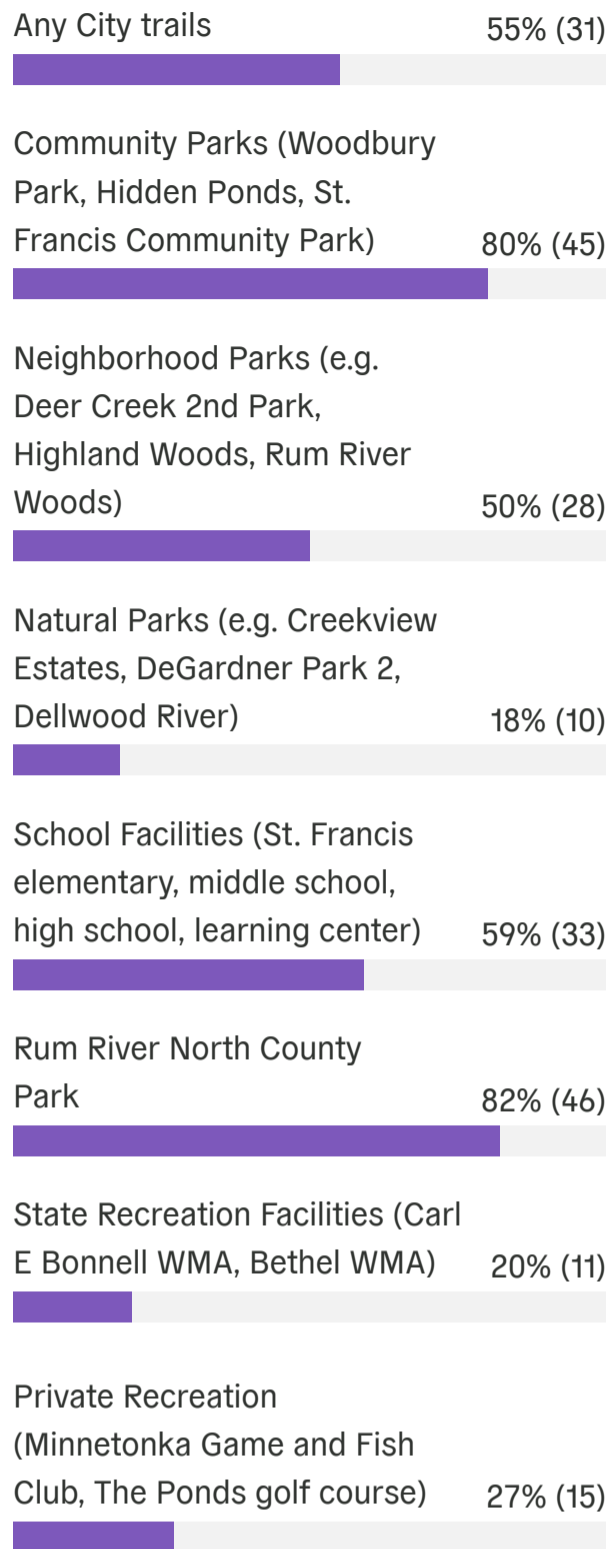 Any City trails 55% (31)
Community Parks (Woodbury
Park, Hidden Ponds, St.
Francis Community Park) 80% (45)
Neighborhood Parks (e.g.
Deer Creek 2nd Park,
Highland Woods, Rum River
Woods) 50% (28)
Natural Parks (e.g. Creekview
Estates, DeGardner Park 2,
Dellwood River) 18% (10)
School Facilities (St. Francis
elementary, middle school,
high school, learning center) 59% (33)
Rum River North County
Park 82% (46)
State Recreation Facilities (Carl
E Bonnell WMA, Bethel WMA) 20% (11)
Private Recreation
(Minnetonka Game and Fish
Club, The Ponds golf course) 27% (15)